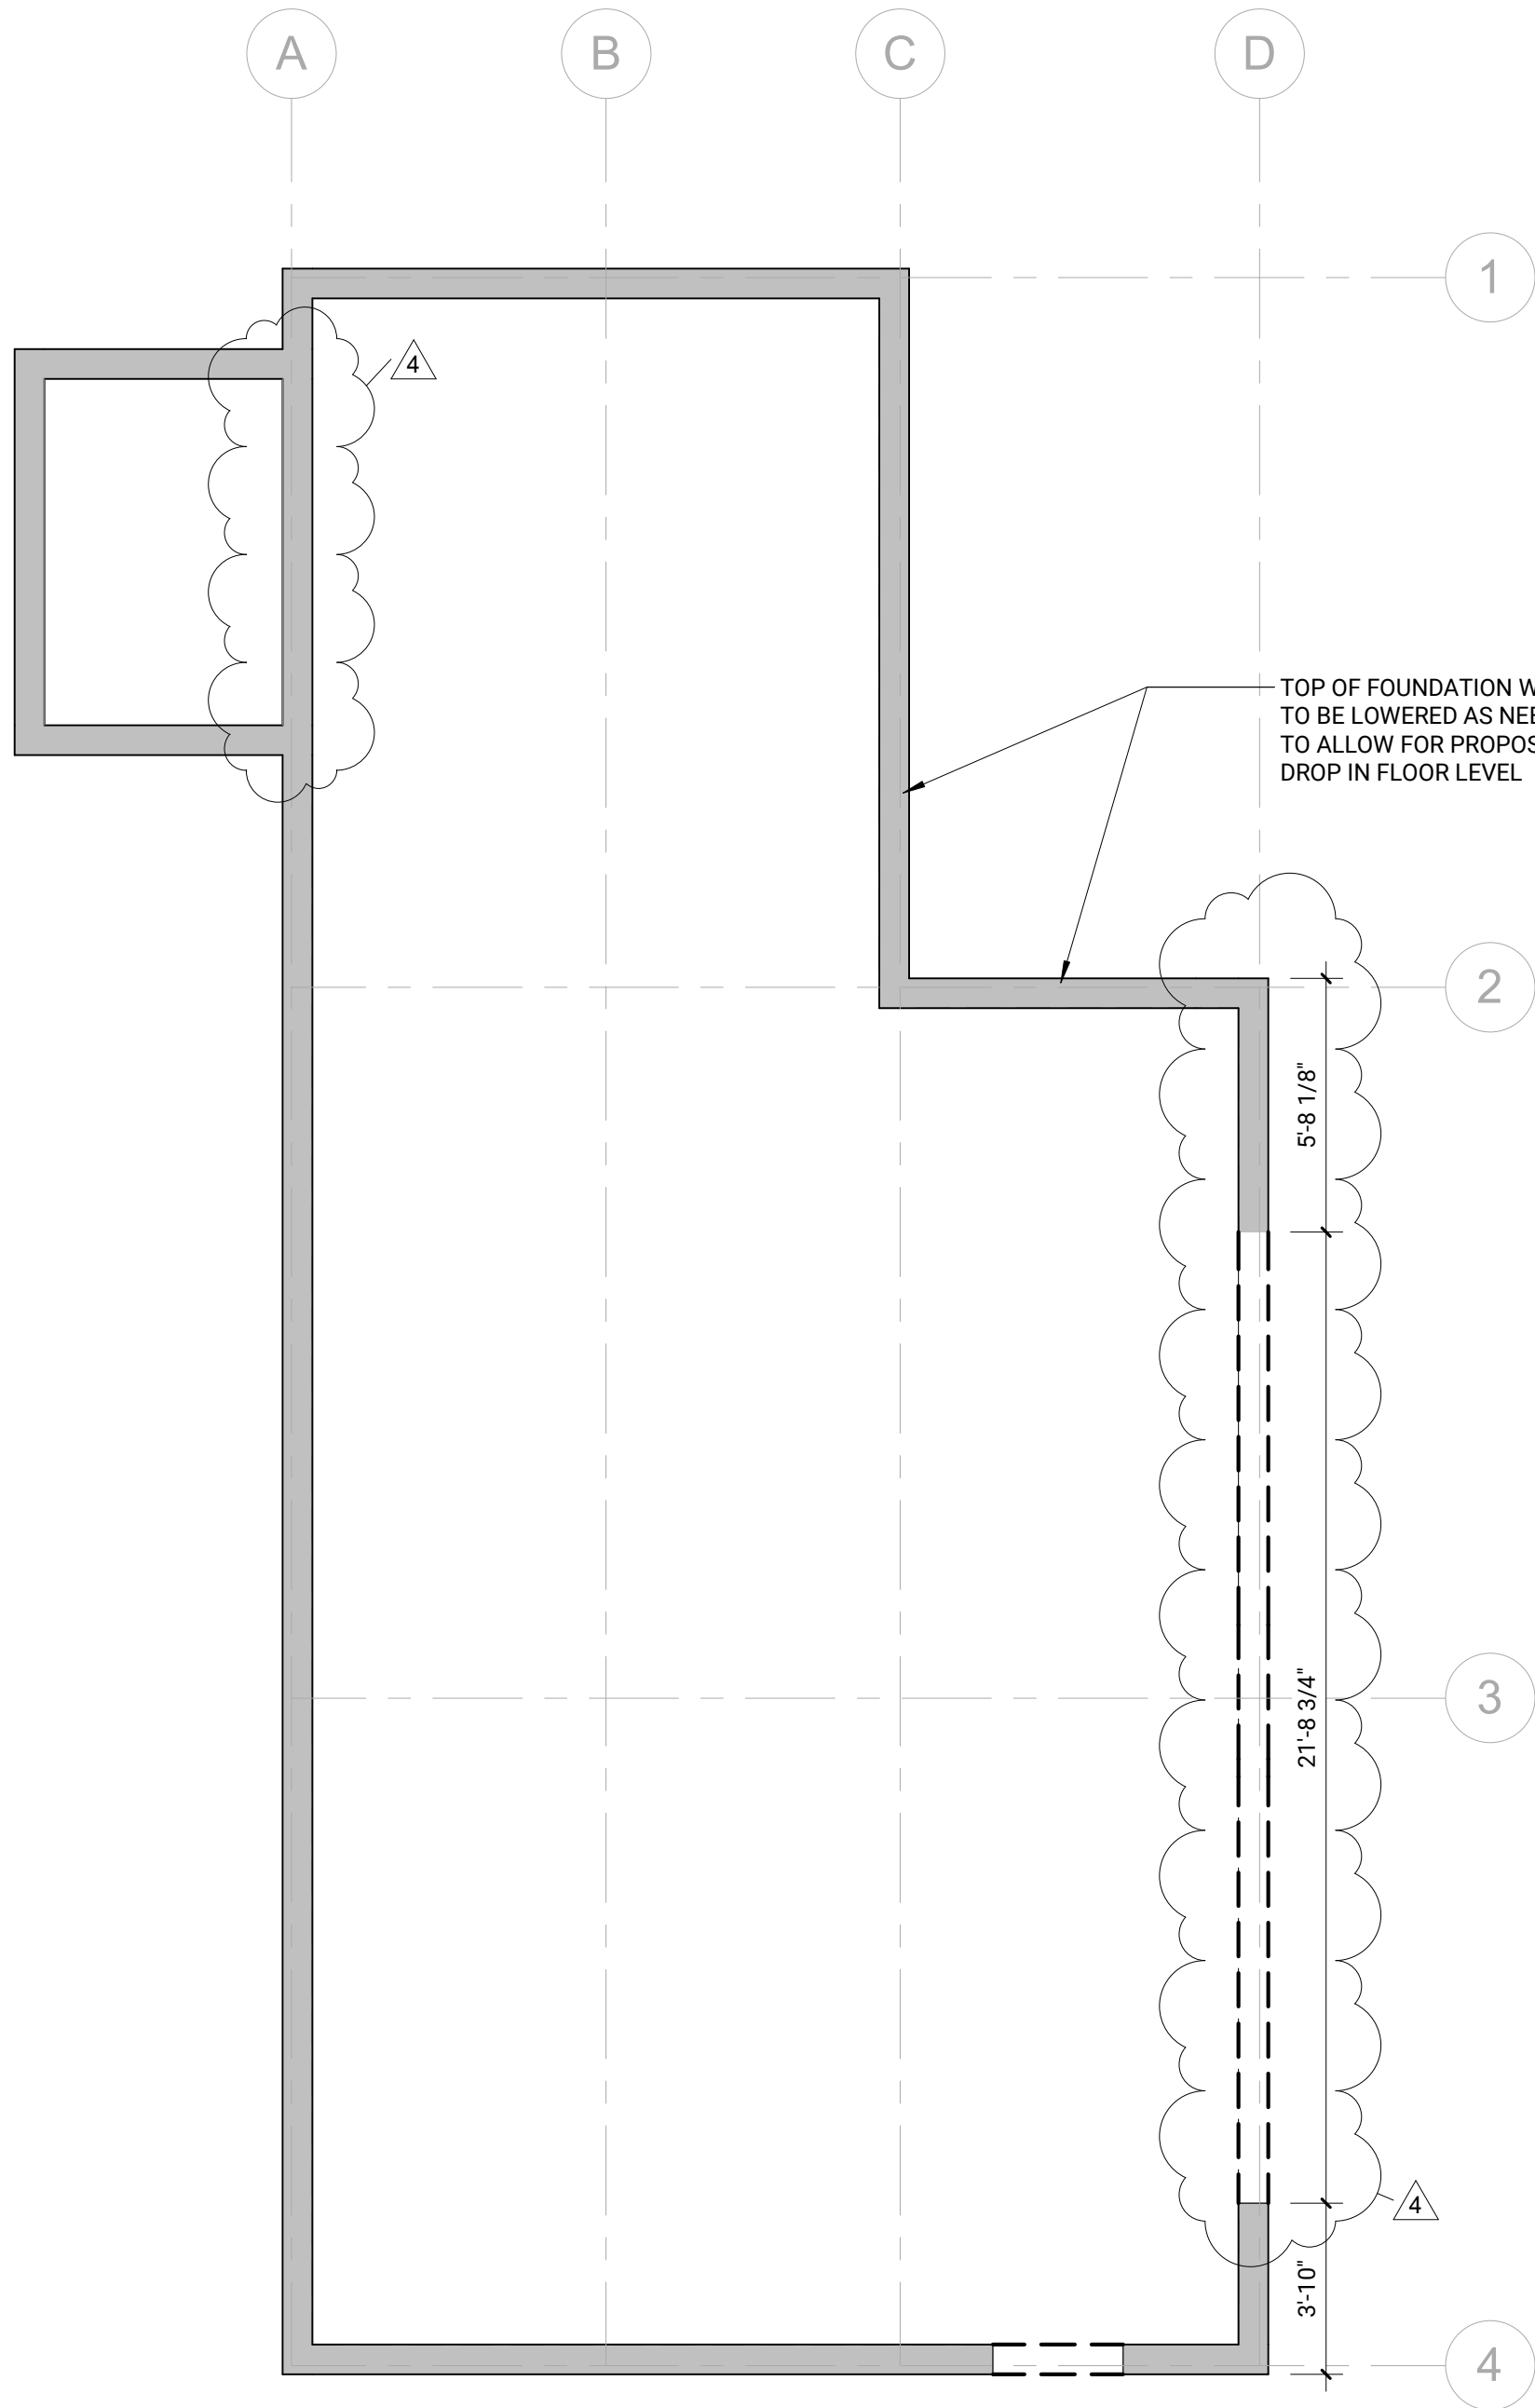 A
B
C
D
1
4
TOP OF FOUNDATION
TO BE LOWERED AS
TO ALLOW FOR
DROP IN FLOOR LEVEL
2
5'-8 1/8"
3
21'-8 3/4"
4
3'-10"
4